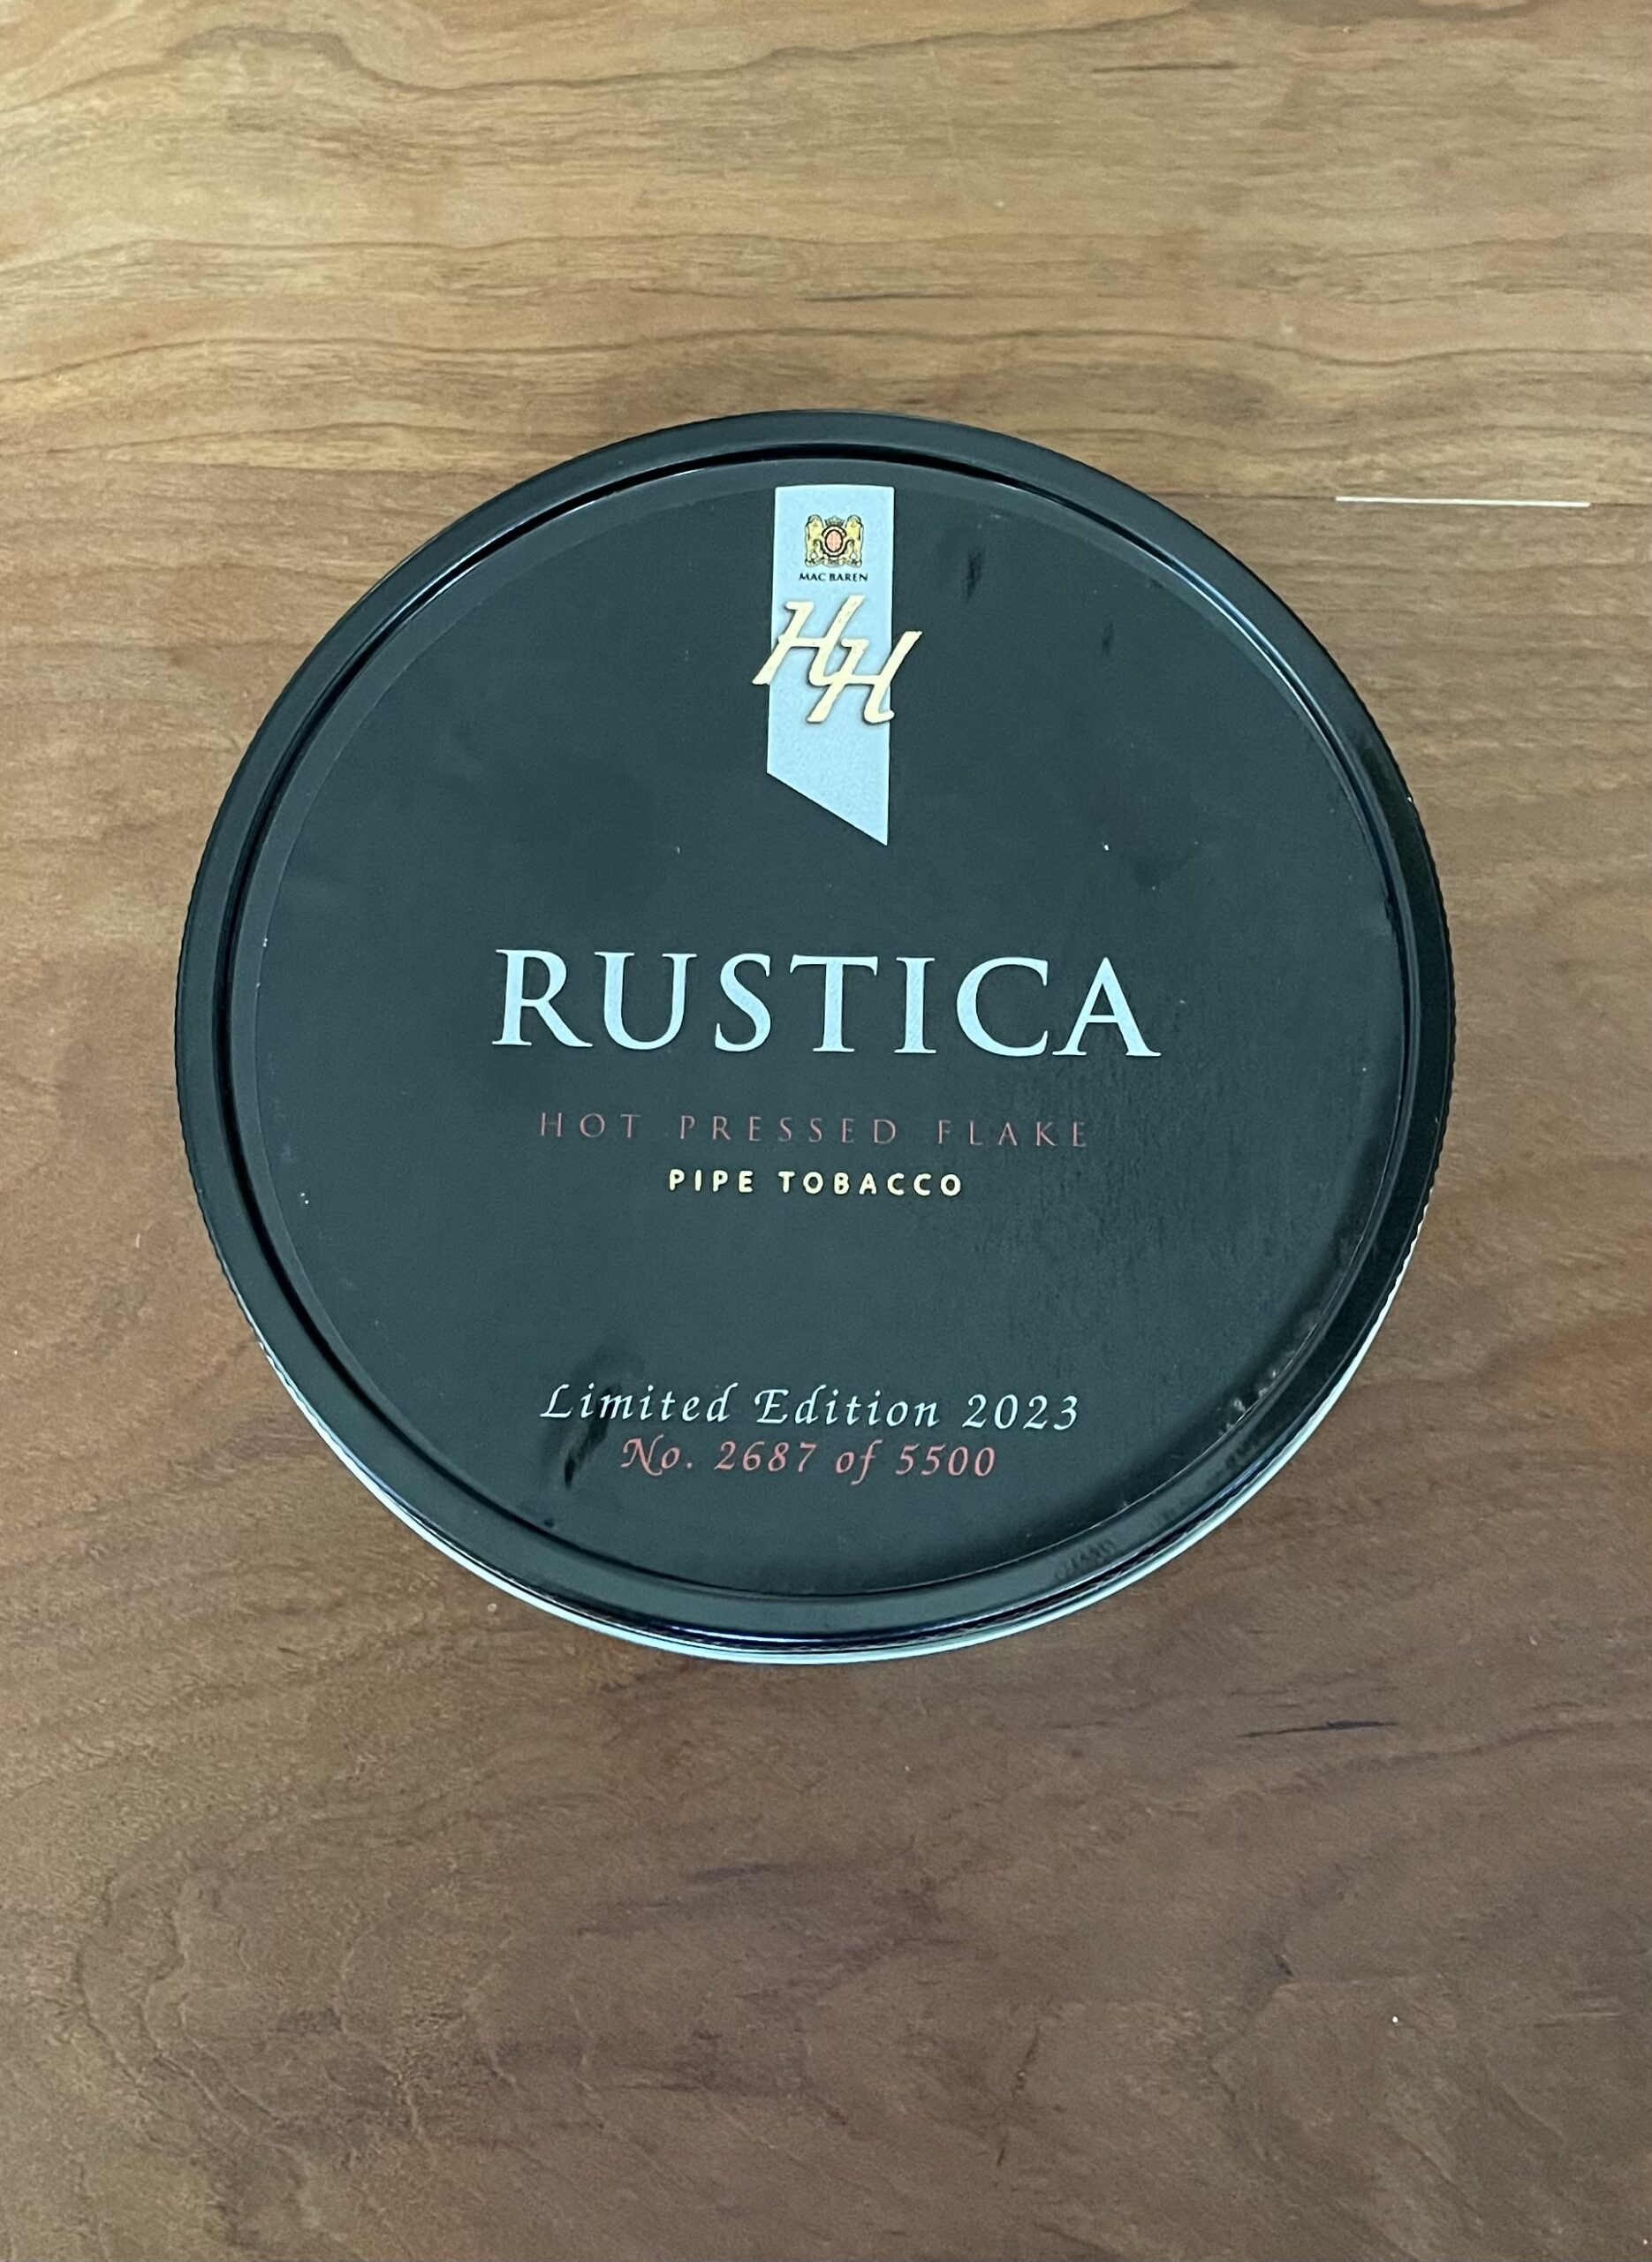 MAC BAREN
HH
RUSTICA
HOT PRESSED FLAKE
PIPE TOBACCO
Limited Edition 2023
No. 2687 of 5500